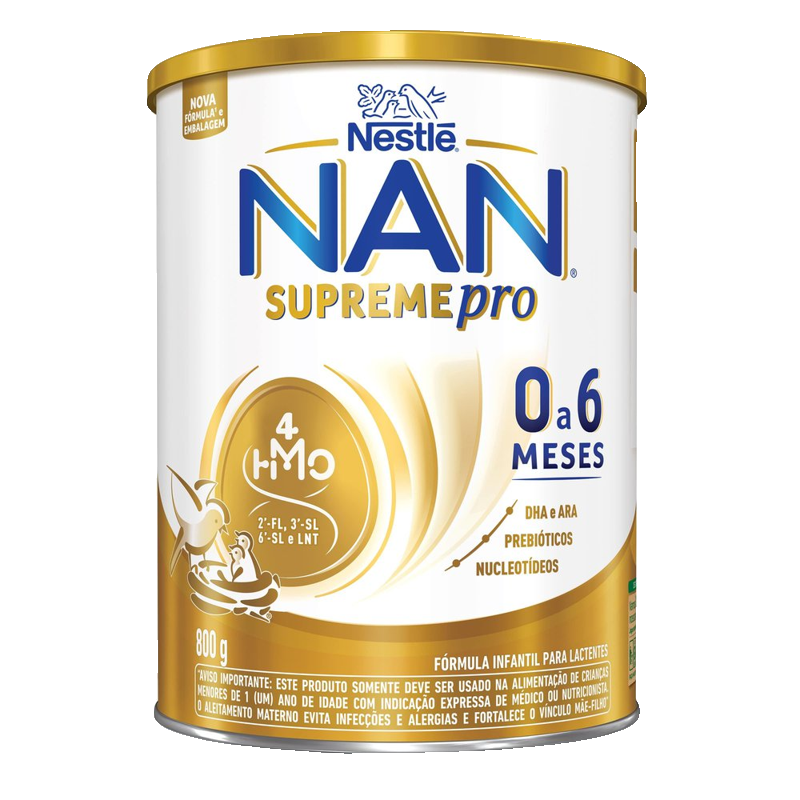 NOVA
FÓRMULA¹ e
EMBALAGEM
Nestlé
NAN®
SUPREMEpro
0 a 6
MESES
4
HMO
2'-FL, 3'-SL
6'-SL e LNT
DHA e ARA
PREBIÓTICOS
NUCLEOTÍDEOS
800 g
FÓRMULA INFANTIL PARA LACTENTES
"AVISO IMPORTANTE: ESTE PRODUTO SOMENTE DEVE SER USADO NA ALIMENTAÇÃO DE CRIANÇAS
MENORES DE 1 (UM) ANO DE IDADE COM INDICAÇÃO EXPRESSA DE MÉDICO OU NUTRICIONISTA.
O ALEITAMENTO MATERNO EVITA INFECÇÕES E ALERGIAS E FORTALECE O VÍNCULO MÃE-FILHO"